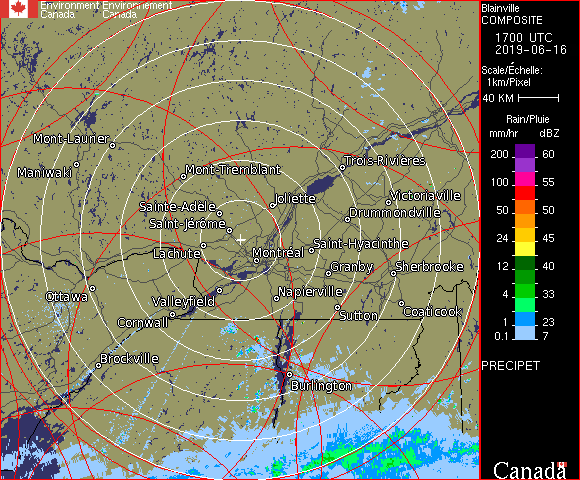 Environment Environnement
Canada Canada
Blainville
COMPOSITE
1700 UTC
2019-06-16
Scale/Échelle:
1km/Pixel
40 KM
Rain/Pluie
mm/hr dBZ
200 60
100 55
50 50
24 45
12 40
4 33
1 23
0.1 7
PRECIPET
Canada
Mont-Laurier
Maniwaki
Mont-Tremblant
Trois-Rivières
Joliette
Victoriaville
Sainte-Adèle
Drummondville
Saint-Jérôme
Saint-Hyacinthe
Lachute
Montréal
Granby
Sherbrooke
Ottawa
Valleyfield
Napierville
Cornwall
Sutton
Coaticook
Brockville
Burlington